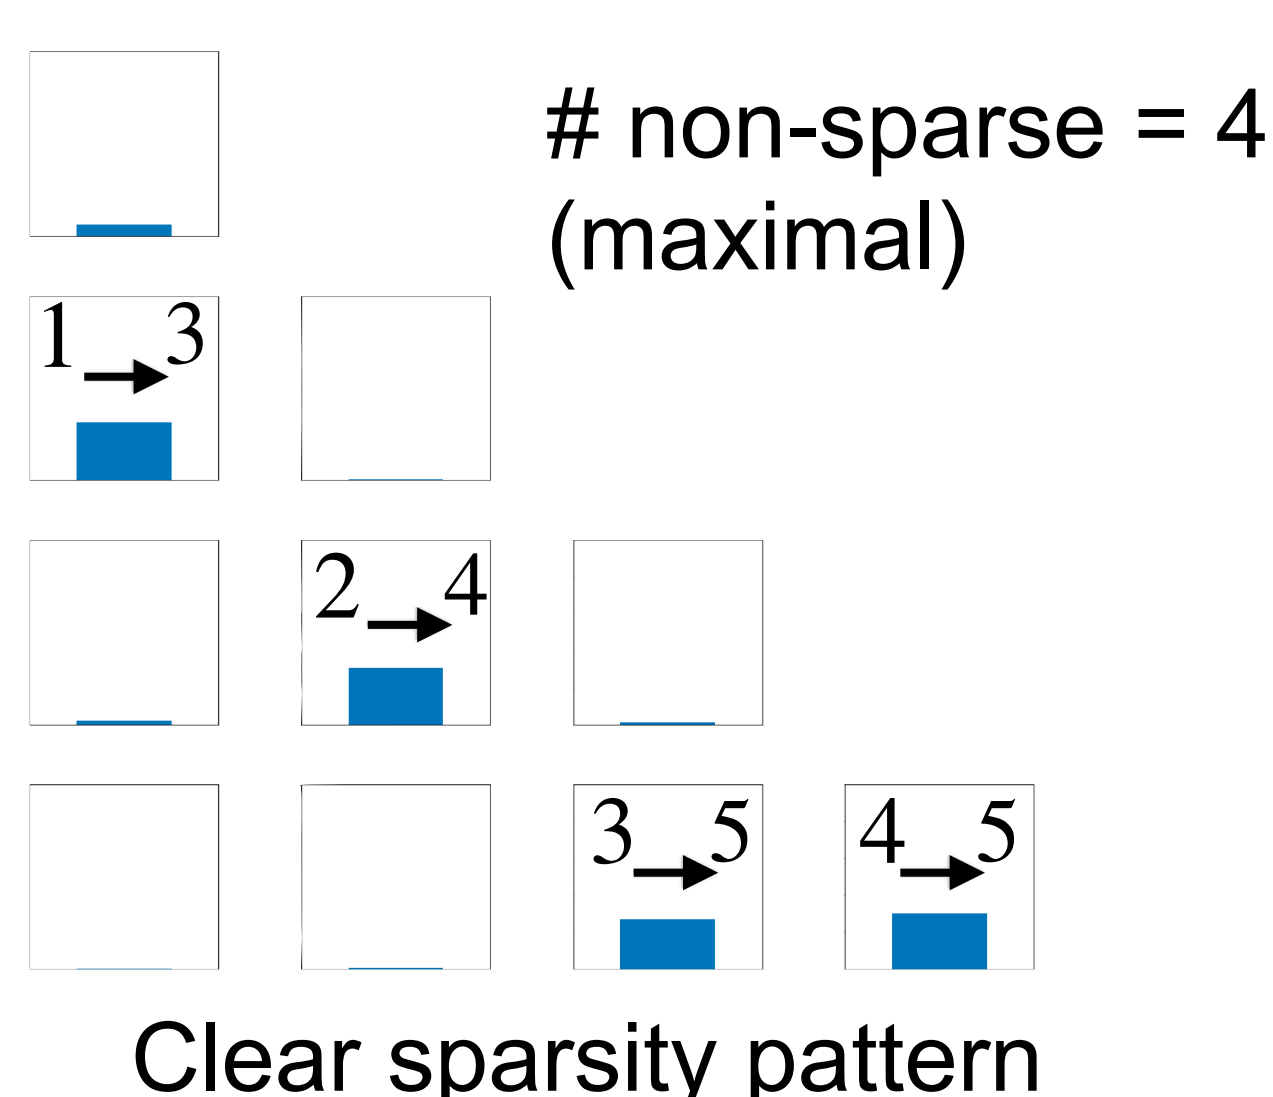 # non-sparse = 4
(maximal)
1→3
2→4
3→5 4→5
Clear sparsity pattern